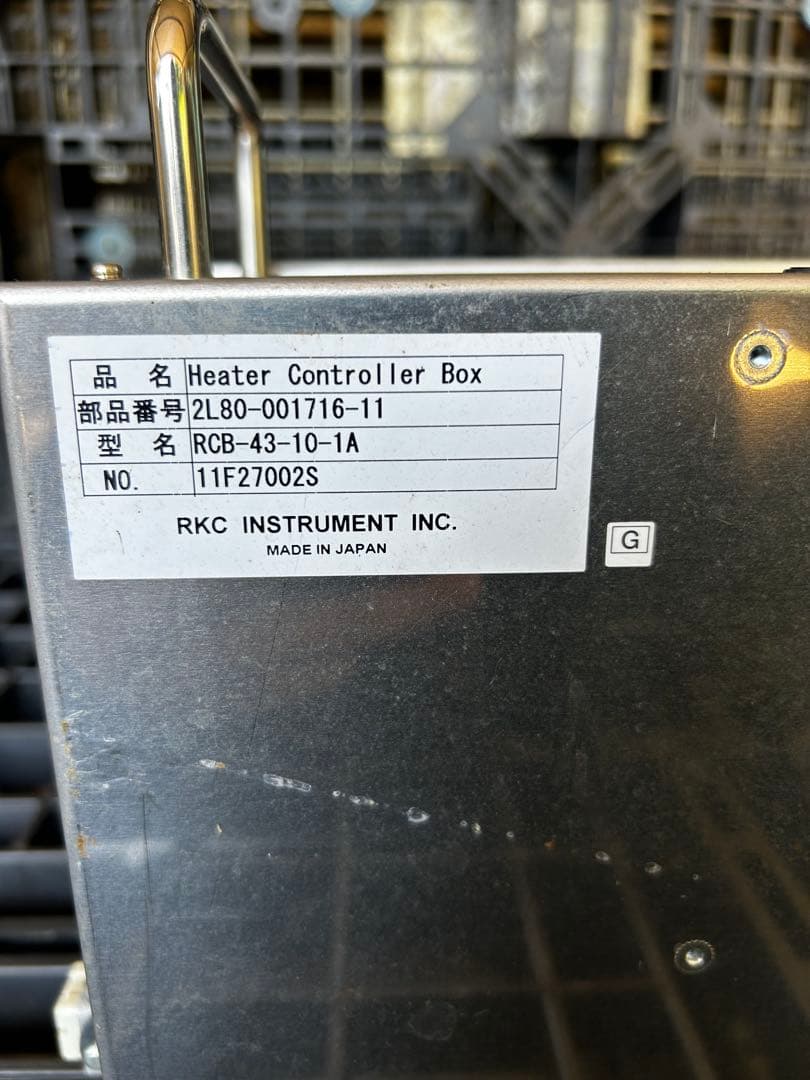 品 名 Heater Controller Box
部品番号 2L80-001716-11
型 名 RCB-43-10-1A
NO. 11F27002S
RKC INSTRUMENT INC.
MADE IN JAPAN
G